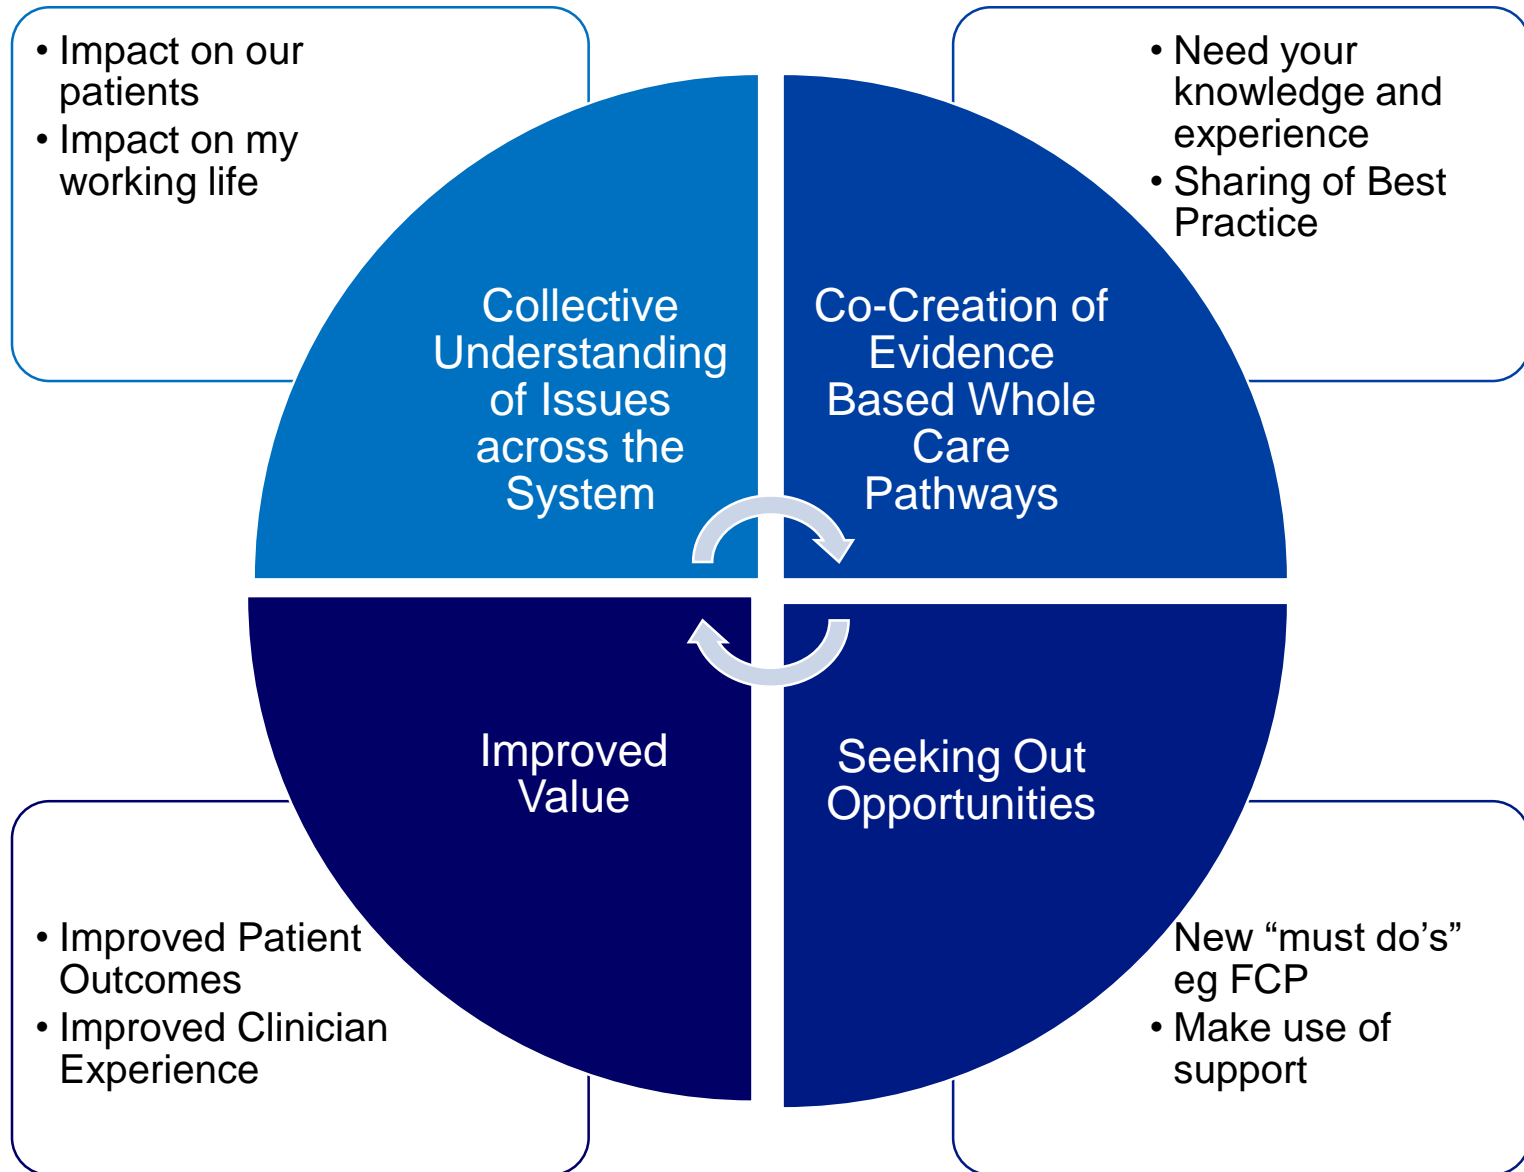 • Impact on our
patients
• Impact on my
working life
• Need your
knowledge and
experience
• Sharing of Best
Practice
Collective
Understanding
of Issues
across the
System
Co-Creation of
Evidence
Based Whole
Care
Pathways
Improved
Value
Seeking Out
Opportunities
• Improved Patient
Outcomes
• Improved Clinician
Experience
New “must do’s”
eg FCP
• Make use of
support